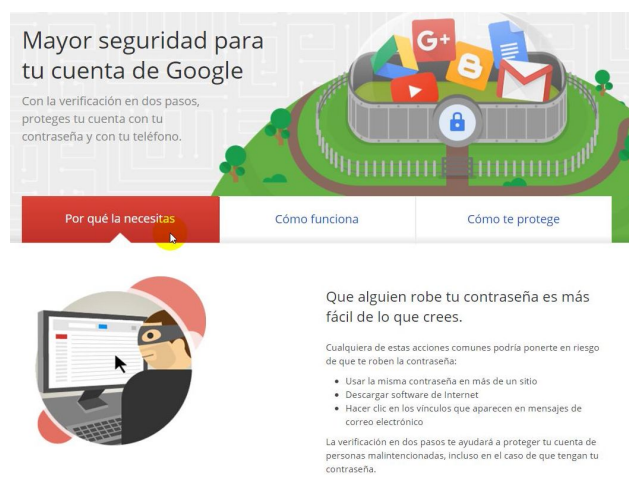 Mayor seguridad para
tu cuenta de Google
Con la verificación en dos pasos,
proteges tu cuenta con tu
contraseña y con tu teléfono.
G+
Por qué la necesitas
Cómo funciona
Cómo te protege
Que alguien robe tu contraseña es más
fácil de lo que crees.
Cualquiera de estas acciones comunes podría ponerte en riesgo
de que te roben la contraseña:
• Usar la misma contraseña en más de un sitio
• Descargar software de Internet
• Hacer clic en los vínculos que aparecen en mensajes de
correo electrónico
La verificación en dos pasos te ayudará a proteger tu cuenta de
personas malintencionadas, incluso en el caso de que tengan tu
contraseña.